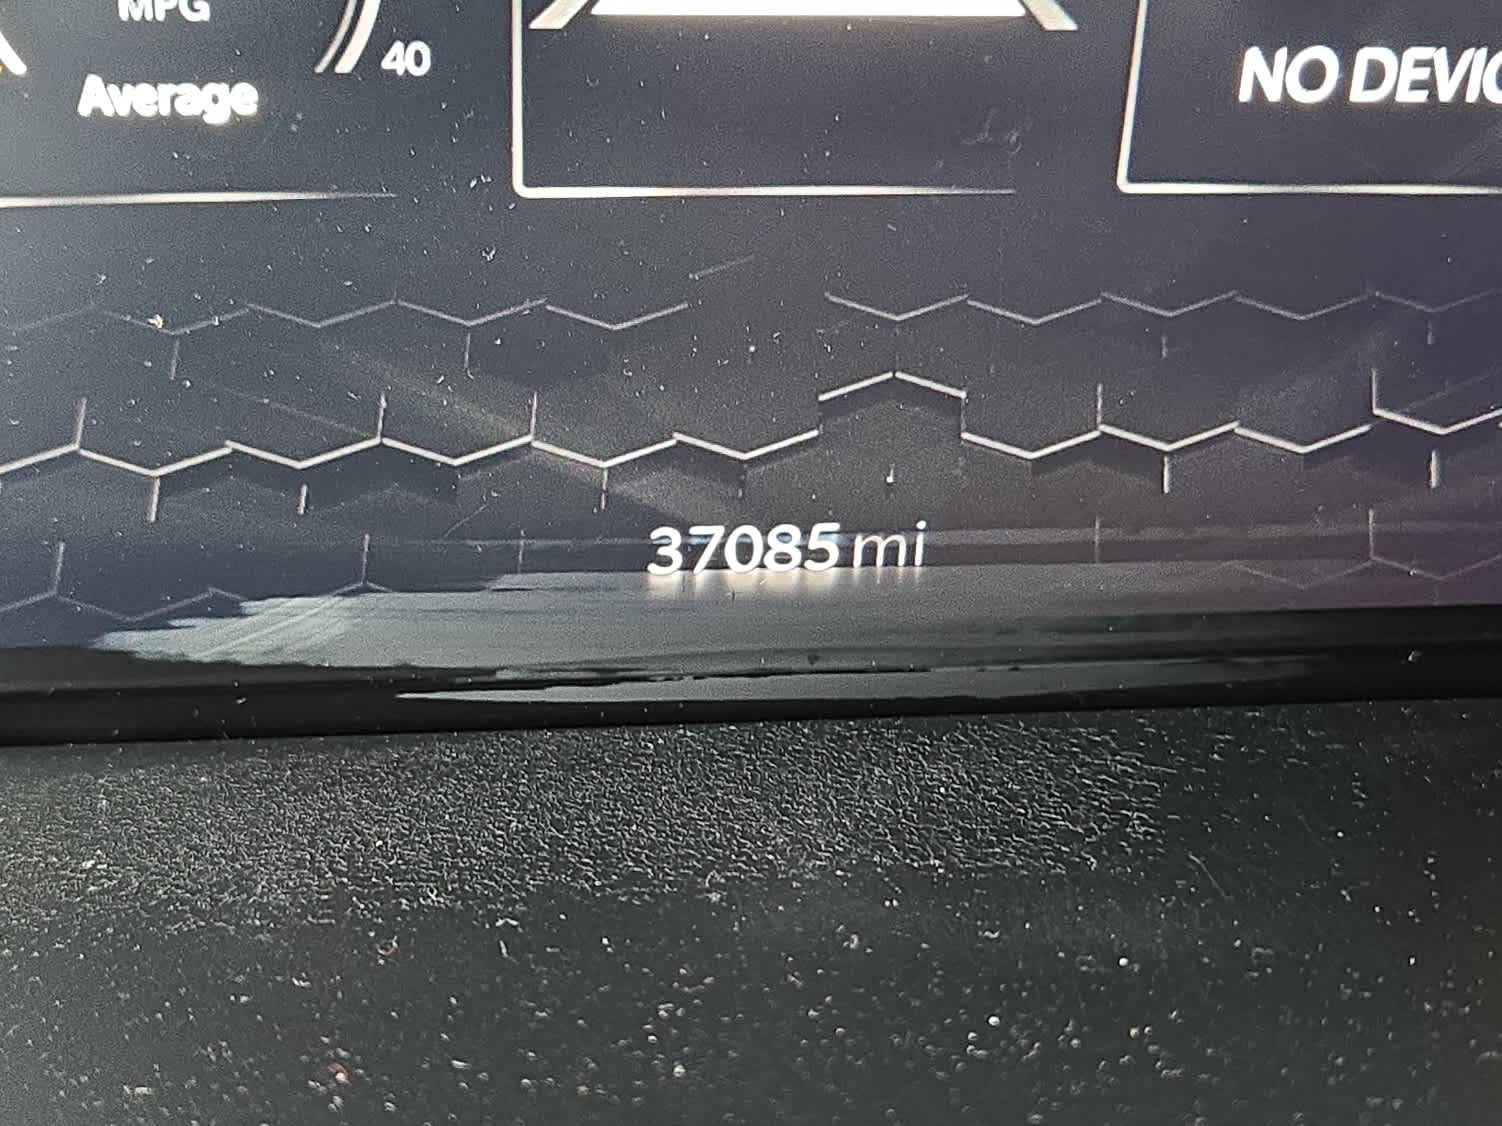 MPG
40
Average
NO DEVIC
37085 mi